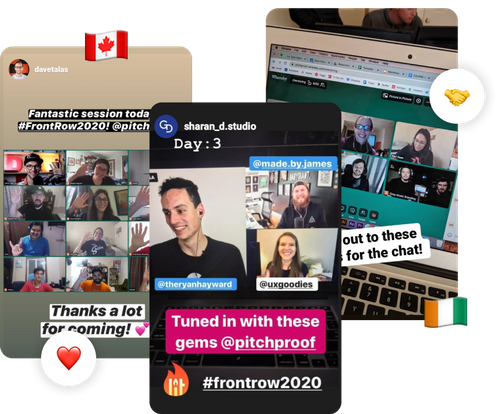 davetalas
Fantastic session toda
#FrontRow2020! @pitch
Thanks a lot
for coming!
sharan_d.studio
Day:3
@made.by.james
@theryanhayward
@uxgoodies
Tuned in with these
gems @pitchproof
#frontrow2020
out to these
for the chat!